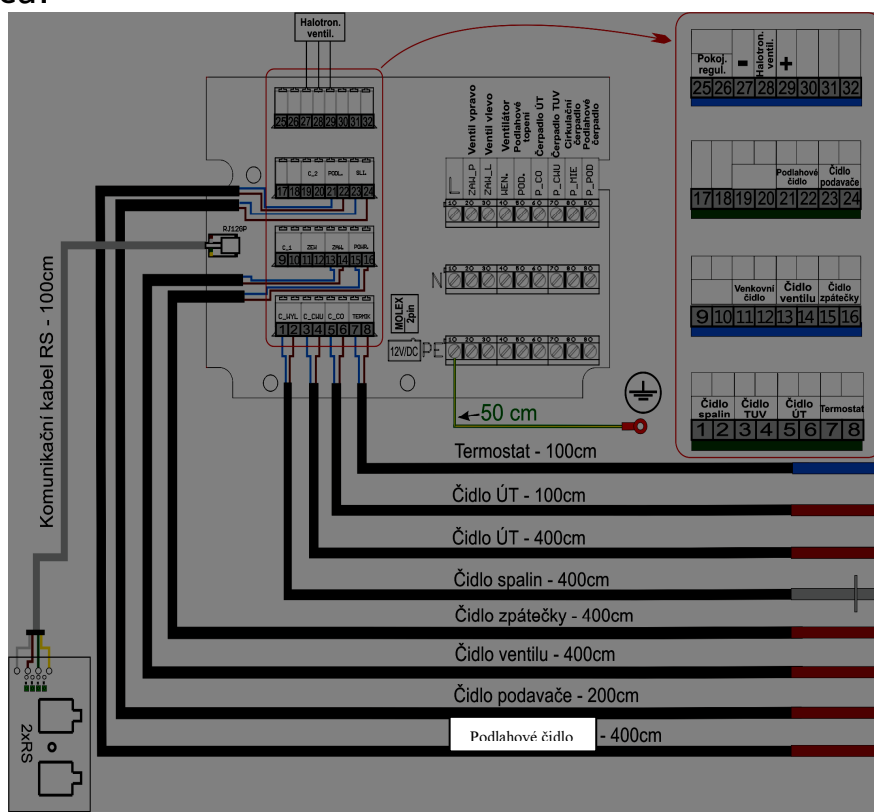 Halotron.
ventil.
25 26 27 28 29 30 31 32
C_2 PODL.
17 18 19 20 21 22 23 24
RJ126P
C_1 ZEW ZAW. POWR.
9 10 11 12 13 14 15 16
C_WYL C_CWU C_CO TERMIK
1 2 3 4 5 6 7 8
MOLEX
2pin
12V/DC
Ventil vpravo
Ventil vlevo
Ventilátor
Podlahové
topení
Čerpadlo ÚT
Čerpadlo TUV
Cirkulační
čerpadlo
Podlahové
čerpadlo
L
ZAW_P
ZAW_L
WEN.
POD.
P_CO
P_CWU
P_MIE
P_POD
N
PE
50 cm
Pokoj.
regul.
-
Halotron.
ventil.
+
25 26 27 28 29 30 31 32
Podlahové
čidlo
Čidlo
podavače
17 18 19 20 21 22 23 24
Venkovní
čidlo
Čidlo
ventilu
Čidlo
zpátečky
9 10 11 12 13 14 15 16
Čidlo
spalin
Čidlo
TUV
Čidlo
ÚT
Termostat
1 2 3 4 5 6 7 8
Komunikační kabel RS - 100cm
Termostat - 100cm
Čidlo ÚT - 100cm
Čidlo ÚT - 400cm
Čidlo spalin - 400cm
Čidlo zpátečky - 400cm
Čidlo ventilu - 400cm
Čidlo podavače - 200cm
Podlahové čidlo - 400cm
2xRS